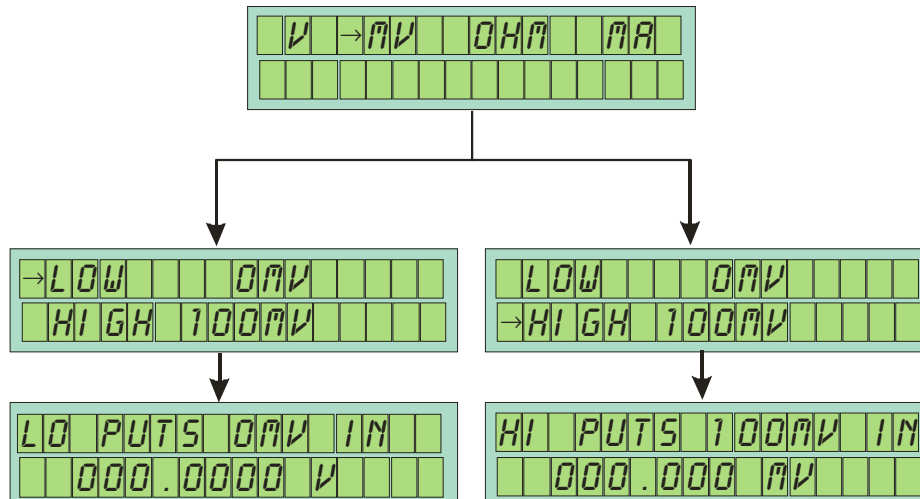 V →MV OHM MA
→LOW 0MV
HIGH 100MV
LOW 0MV
→HIGH 100MV
LO PUTS 0MV IN
000.0000 V
HI PUTS 100MV IN
000.000 MV